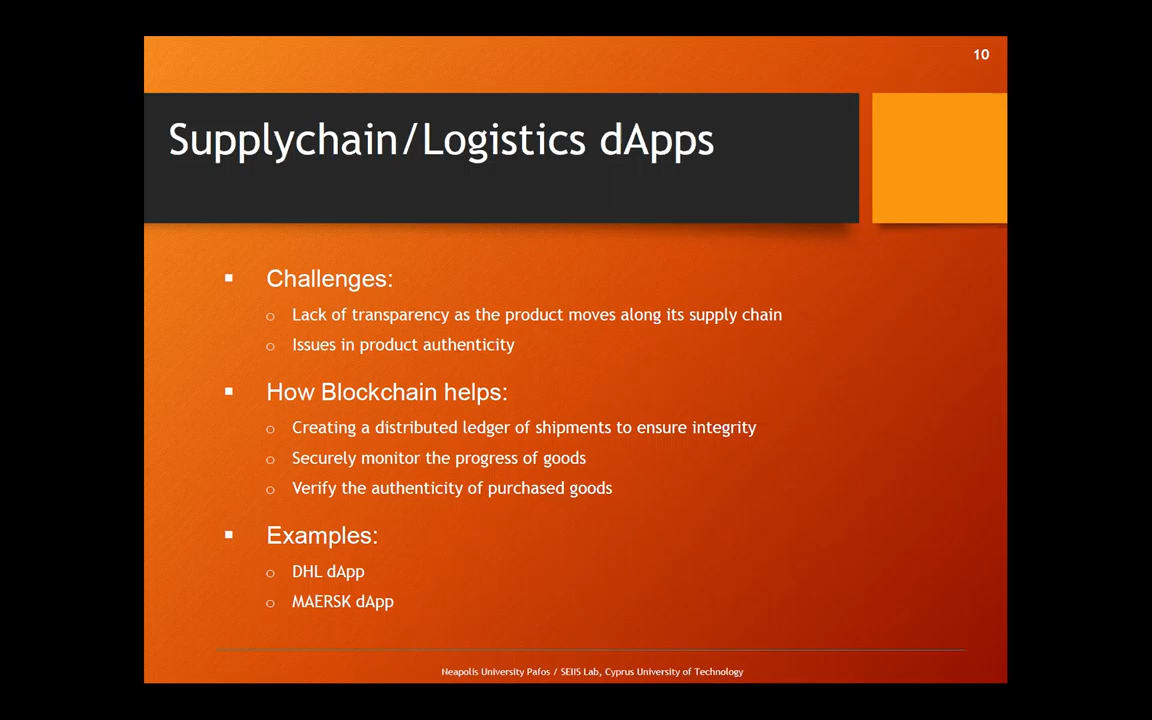 10
Supplychain/Logistics dApps
▪ Challenges:
o Lack of transparency as the product moves along its supply chain
o Issues in product authenticity
▪ How Blockchain helps:
o Creating a distributed ledger of shipments to ensure integrity
o Securely monitor the progress of goods
o Verify the authenticity of purchased goods
▪ Examples:
o DHL dApp
o MAERSK dApp
Neapolis University Pafos / SEIIS Lab, Cyprus University of Technology